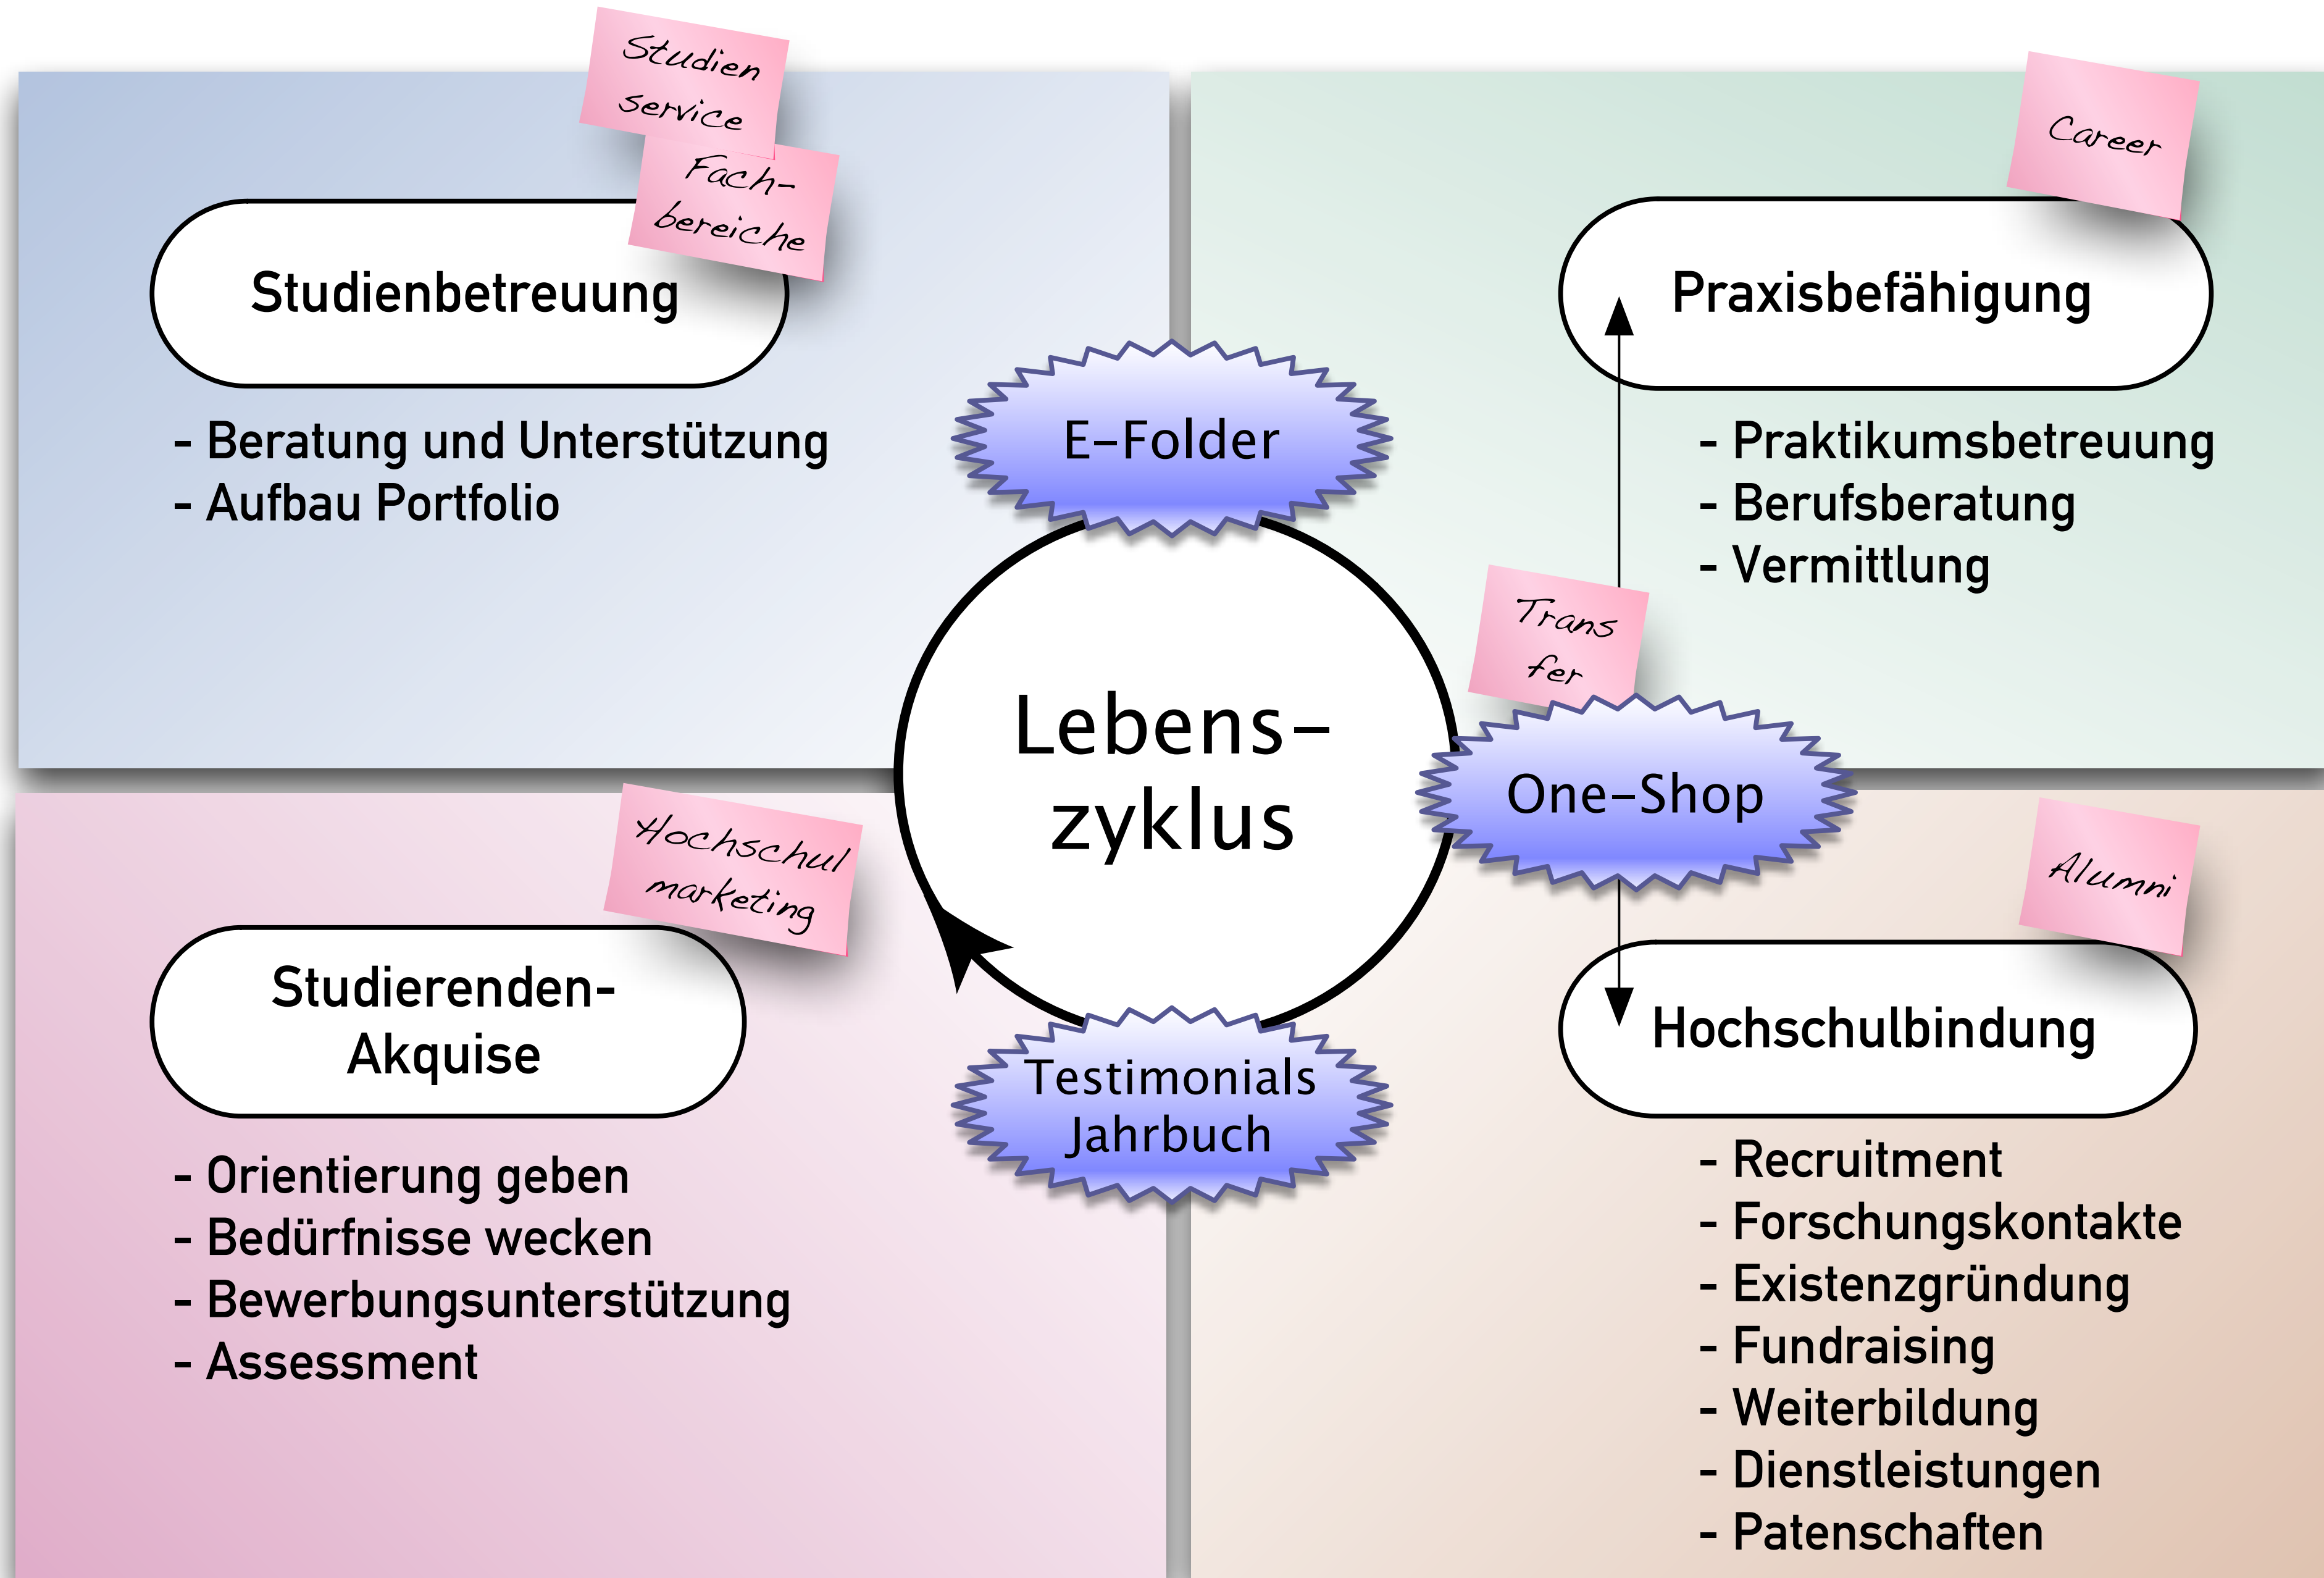 Studien
service
Fach-
bereiche
Studienbetreuung
- Beratung und Unterstützung
- Aufbau Portfolio
Career
Praxisbefähigung
- Praktikumsbetreuung
- Berufsberatung
- Vermittlung
E-Folder
Lebens-
zyklus
Trans
fer
One-Shop
Testimonials
Jahrbuch
Hochschul
marketing
Studierenden-
Akquise
- Orientierung geben
- Bedürfnisse wecken
- Bewerbungsunterstützung
- Assessment
Alumni
Hochschulbindung
- Recruitment
- Forschungskontakte
- Existenzgründung
- Fundraising
- Weiterbildung
- Dienstleistungen
- Patenschaften